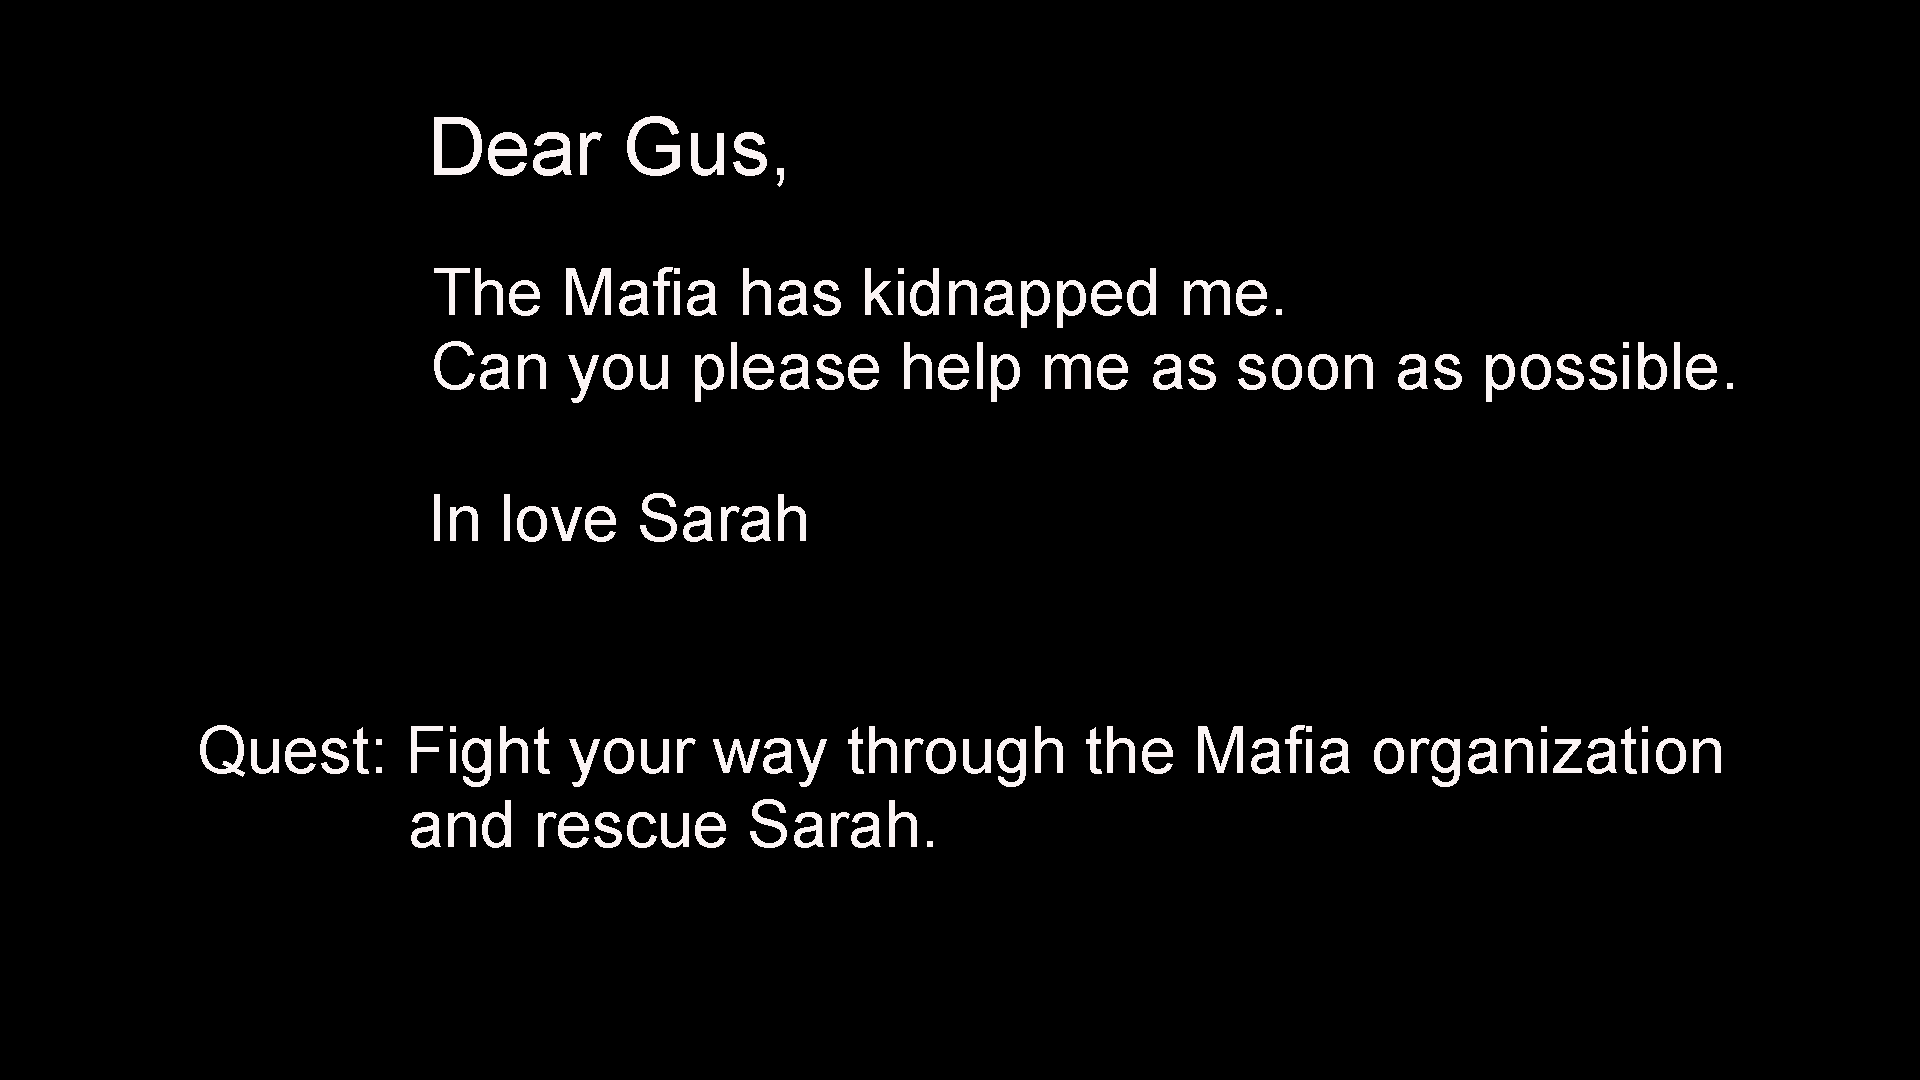 Dear Gus,
The Mafia has kidnapped me.
Can you please help me as soon as possible.
In love Sarah
Quest: Fight your way through the Mafia organization
and rescue Sarah.